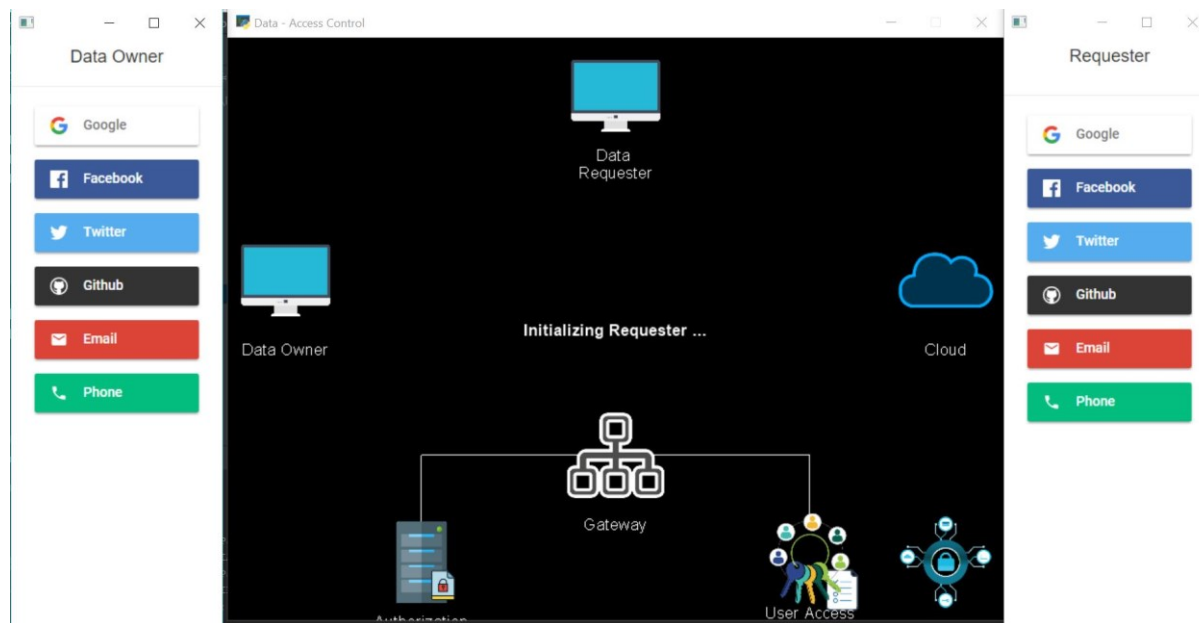 Data Owner
Google
Facebook
Twitter
Github
Email
Phone
Data - Access Control
Data
Requester
Data Owner
Initializing Requester ...
Cloud
Gateway
Authorization
User Access
Requester
Google
Facebook
Twitter
Github
Email
Phone